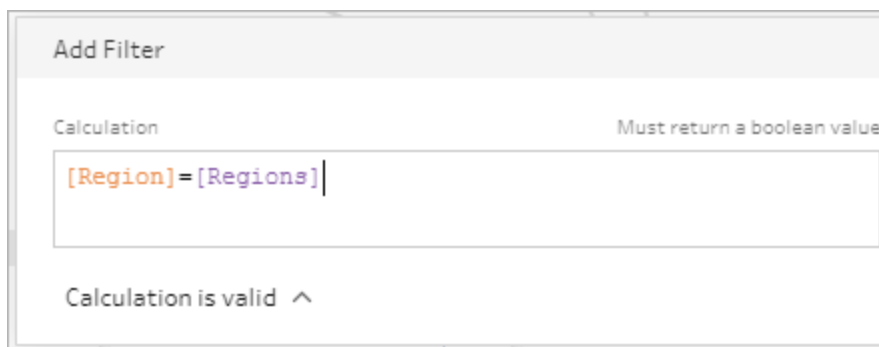 Add Filter
Calculation Must return a boolean value
[Region]=[Regions]
Calculation is valid